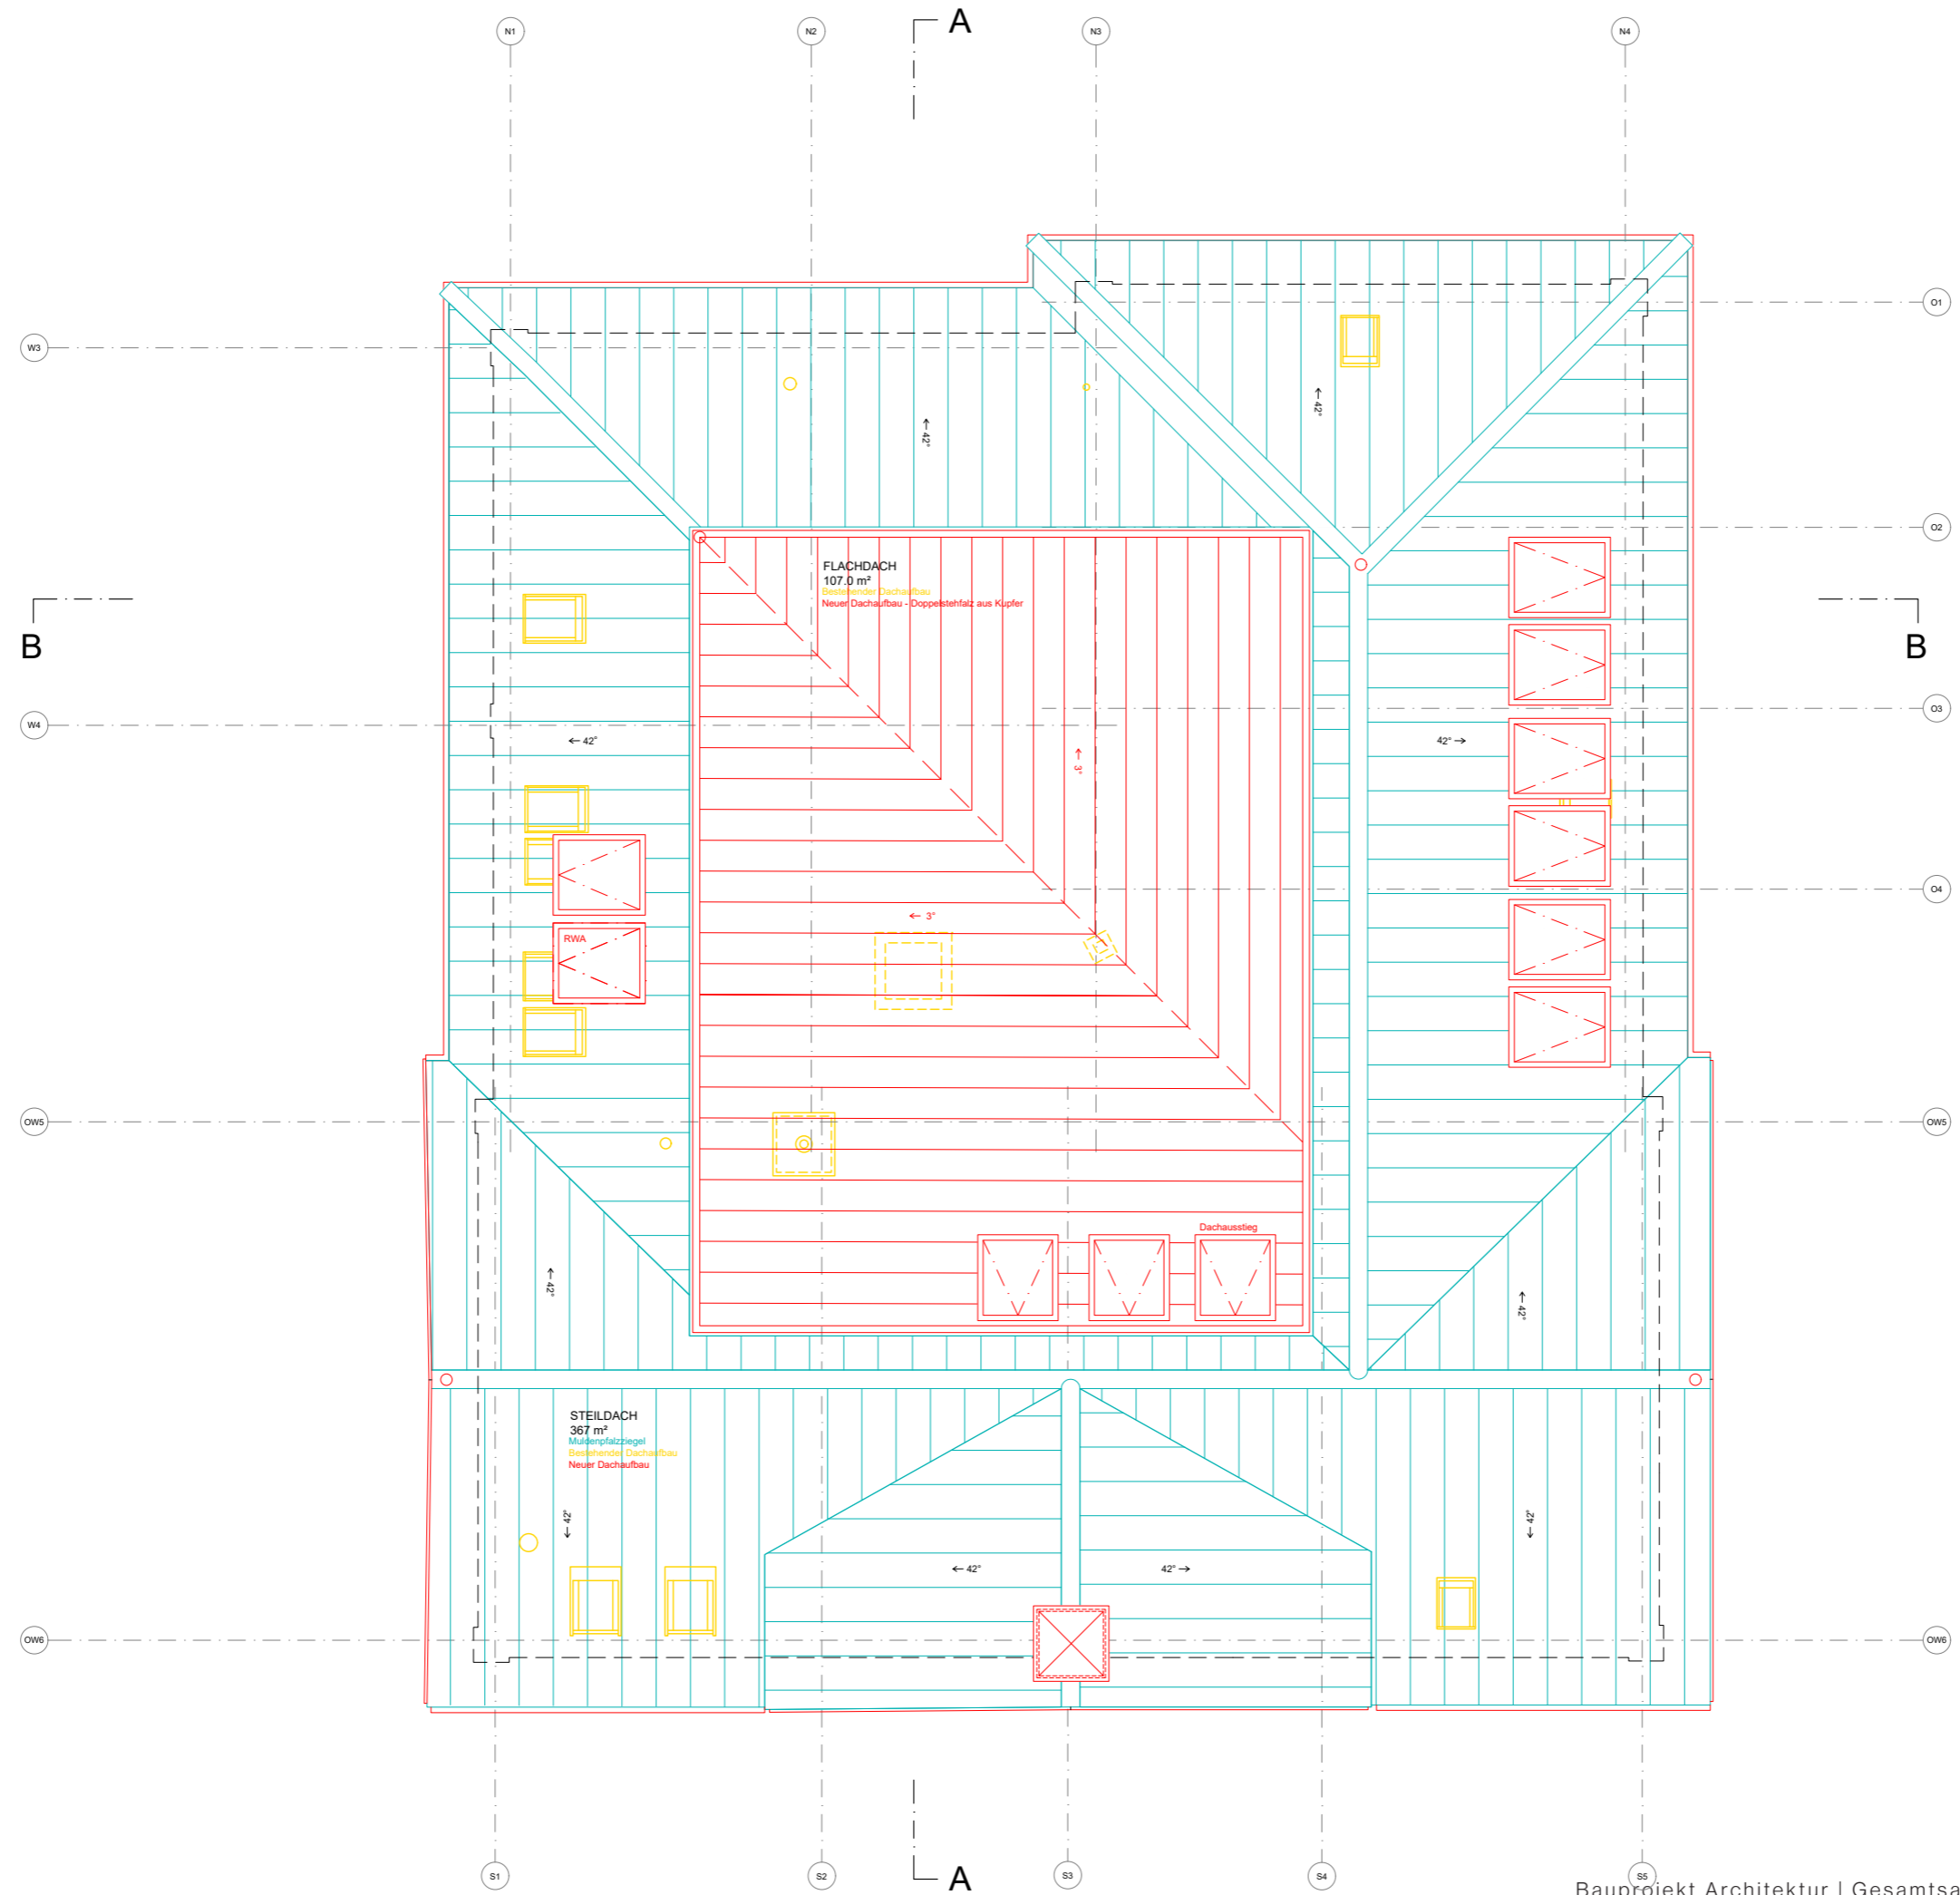 N1
N2
A
N3
N4
O1
W3
42°
42°
O2
FLACHDACH
107.0 m²
Bestehender Dachaufbau
Neuer Dachaufbau - Doppelstehfalz aus Kupfer
B
B
O3
W4
42°
3°
42°
O4
3°
RWA
OW5
OW5
Dachausstieg
42°
42°
STEILDACH
367 m²
Muldenpfalzziegel
Bestehender Dachaufbau
Neuer Dachaufbau
42°
42°
42°
42°
OW6
OW6
S1
S2
A
S3
S4
S5
Bauprojekt Architektur | Gesamtsa